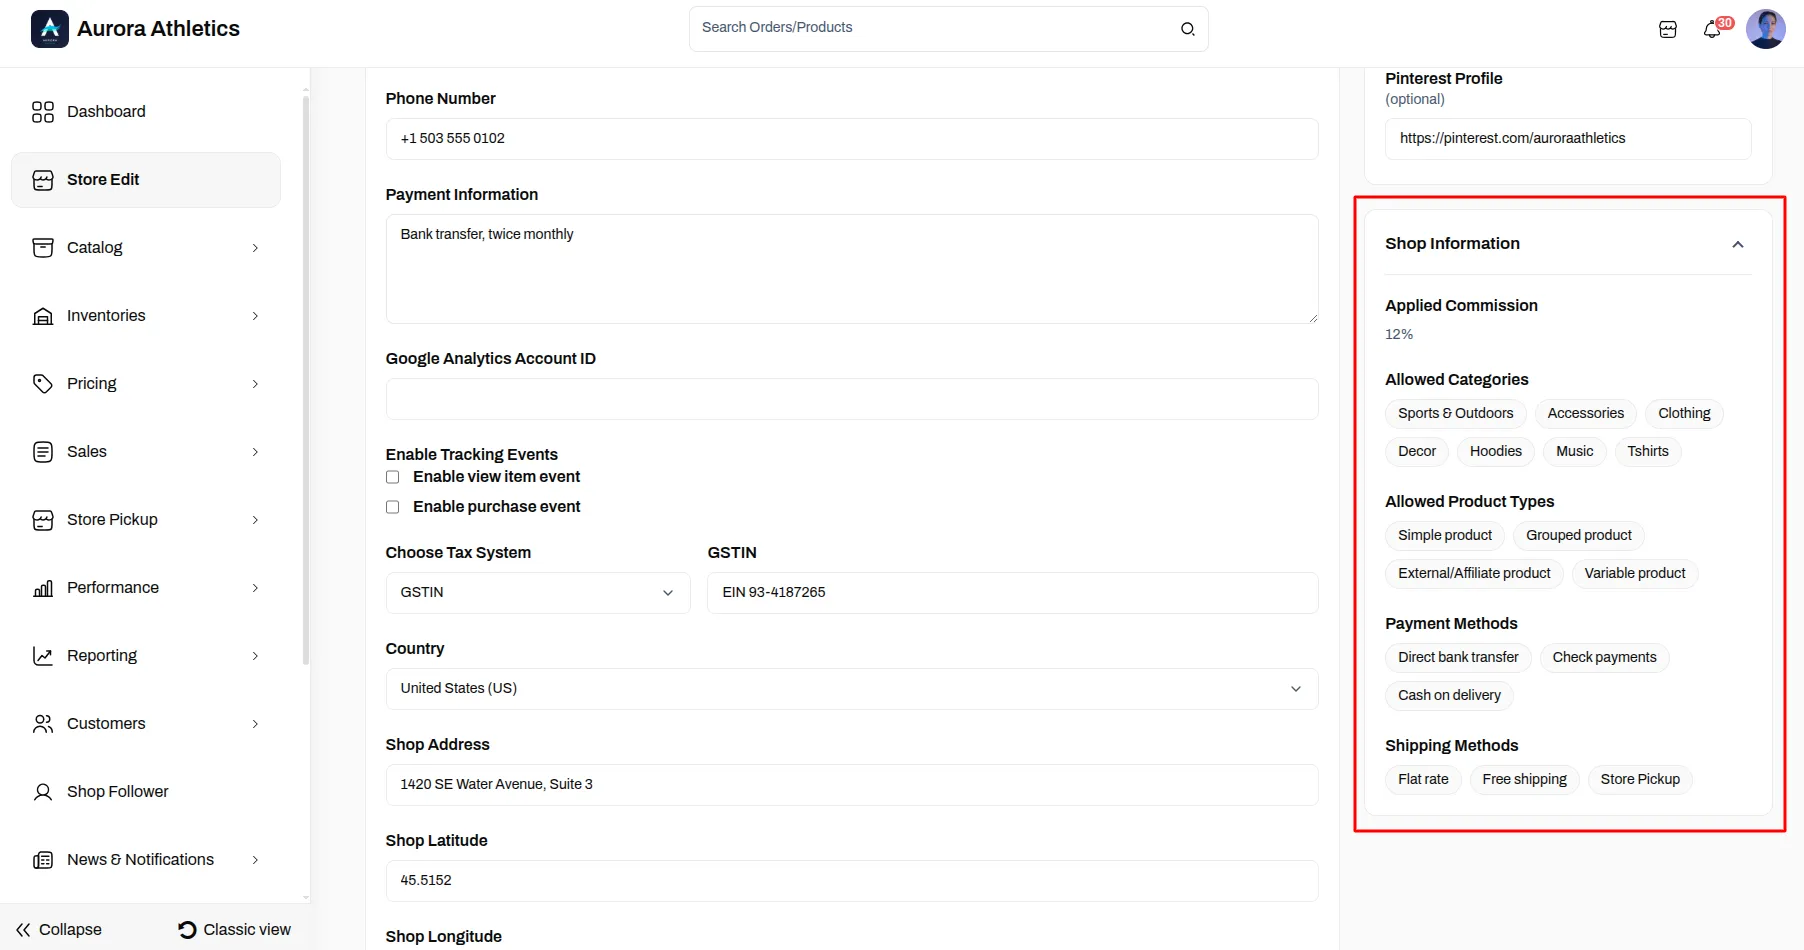 Aurora Athletics
Search Orders/Products
30
Dashboard
Store Edit
Catalog
Inventories
Pricing
Sales
Store Pickup
Performance
Reporting
Customers
Shop Follower
News & Notifications
Collapse
Classic view
Phone Number
+1 503 555 0102
Payment Information
Bank transfer, twice monthly
Google Analytics Account ID
Enable Tracking Events
Enable view item event
Enable purchase event
Choose Tax System
GSTIN
GSTIN
EIN 93-4187265
Country
United States (US)
Shop Address
1420 SE Water Avenue, Suite 3
Shop Latitude
45.5152
Shop Longitude
Pinterest Profile
(optional)
https://pinterest.com/auroraathletics
Shop Information
Applied Commission
12%
Allowed Categories
Sports & Outdoors Accessories Clothing
Decor Hoodies Music Tshirts
Allowed Product Types
Simple product Grouped product
External/Affiliate product Variable product
Payment Methods
Direct bank transfer Check payments
Cash on delivery
Shipping Methods
Flat rate Free shipping Store Pickup